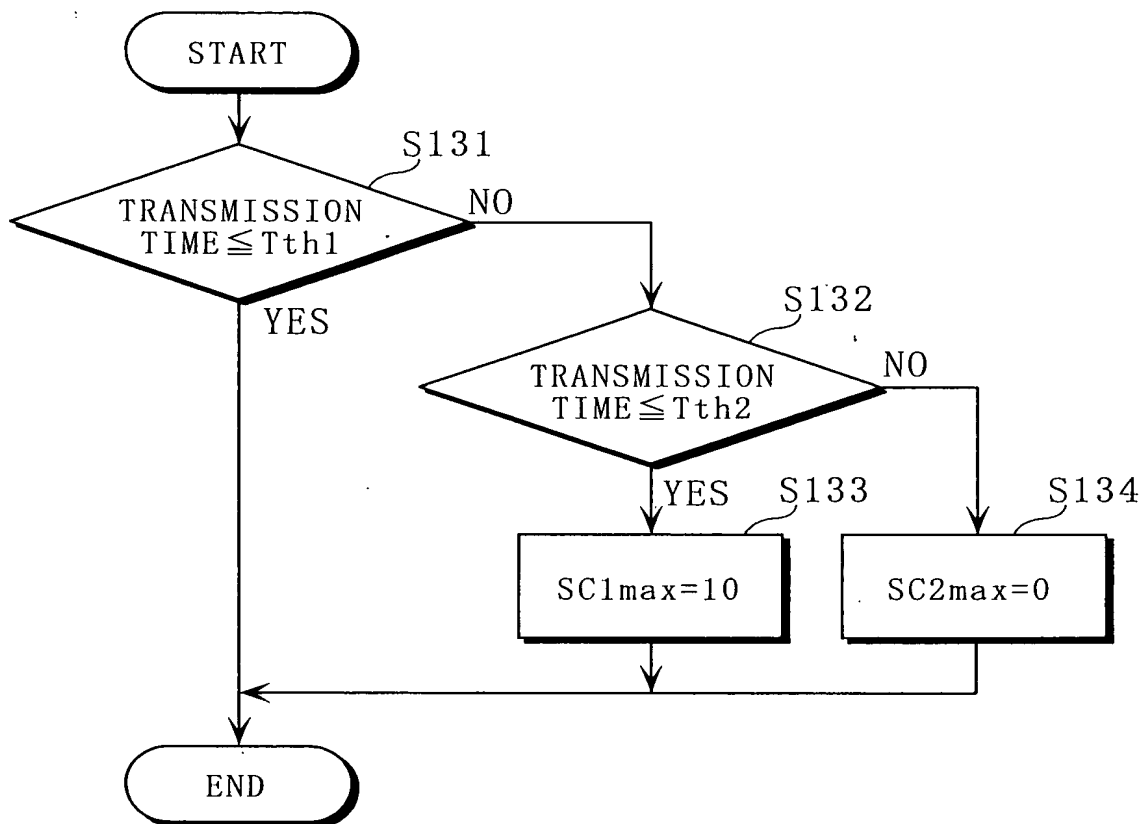 START
S131
TRANSMISSION
TIME≦Tth1
NO
YES
S132
TRANSMISSION
TIME≦Tth2
NO
YES
S133
S134
SC1max=10
SC2max=0
END